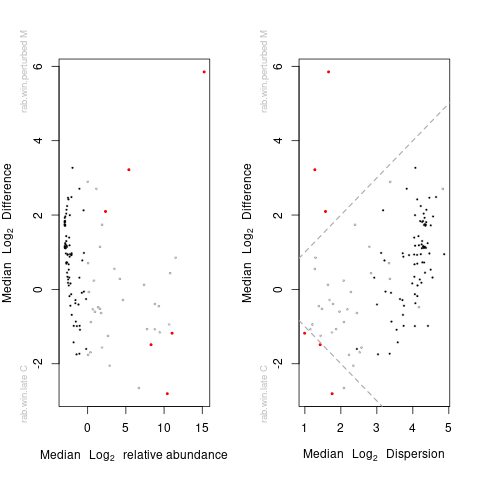 rab.win.perturbed M
rab.win.late C
Median Log2 Difference
6
4
2
0
-2
0
5
10
15
Median Log2 relative abundance
rab.win.perturbed M
rab.win.late C
Median Log2 Difference
6
4
2
0
-2
1
2
3
4
5
Median Log2 Dispersion